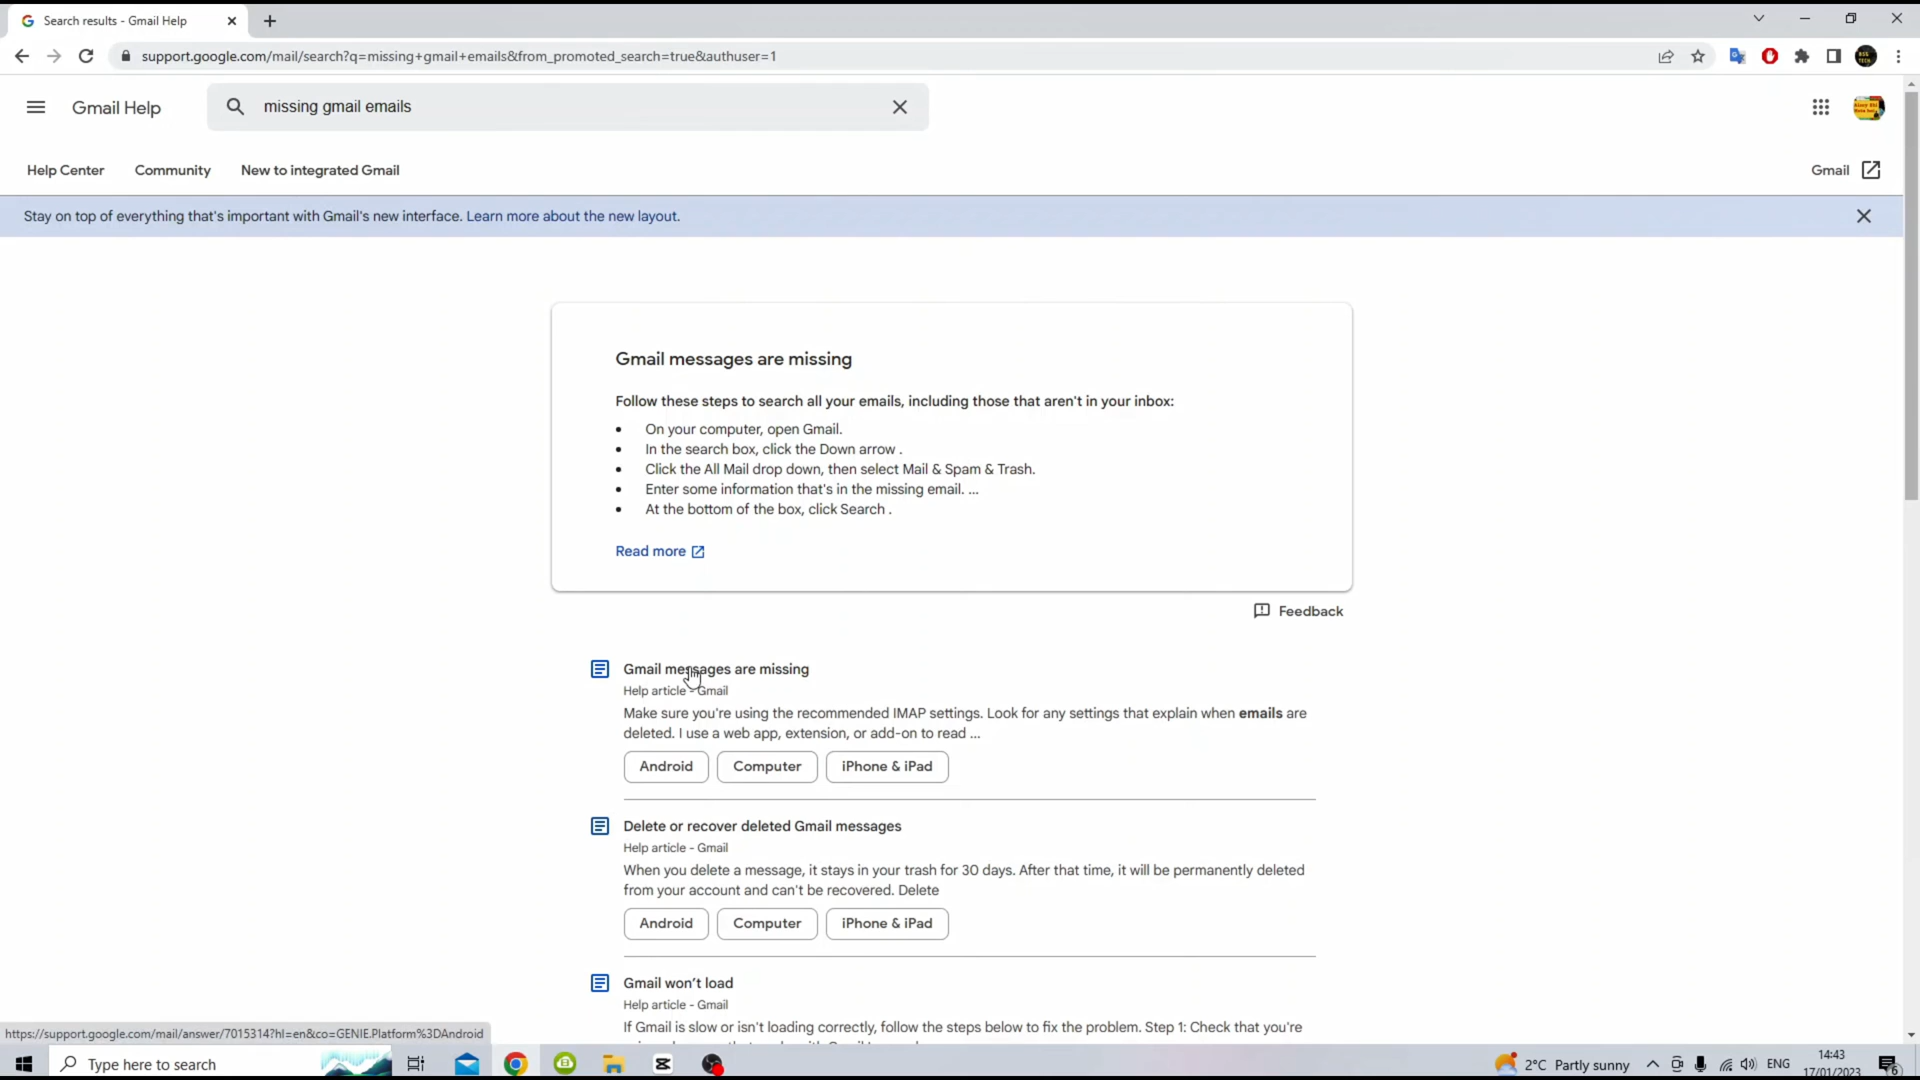 Search results - Gmail Help
support.google.com/mail/search?q=missing+gmail+emails&from_promoted_search=true&authuser=1
Gmail Help
missing gmail emails
Help Center Community New to integrated Gmail Gmail
Stay on top of everything that's important with Gmail's new interface. Learn more about the new layout.
Gmail messages are missing
Follow these steps to search all your emails, including those that aren't in your inbox:
• On your computer, open Gmail.
• In the search box, click the Down arrow .
• Click the All Mail drop down, then select Mail & Spam & Trash.
• Enter some information that's in the missing email. ...
• At the bottom of the box, click Search .
Read more
Feedback
Gmail messages are missing
Help article - Gmail
Make sure you're using the recommended IMAP settings. Look for any settings that explain when emails are
deleted. I use a web app, extension, or add-on to read ...
Android Computer iPhone & iPad
Delete or recover deleted Gmail messages
Help article - Gmail
When you delete a message, it stays in your trash for 30 days. After that time, it will be permanently deleted
from your account and can't be recovered. Delete
Android Computer iPhone & iPad
Gmail won't load
Help article - Gmail
If Gmail is slow or isn't loading correctly, follow the steps below to fix the problem. Step 1: Check that you're
https://support.google.com/mail/answer/7015314?hl=en&co=GENIE.Platform%3DAndroid
Type here to search
2°C Partly sunny
ENG
14:43
17/01/2023
6